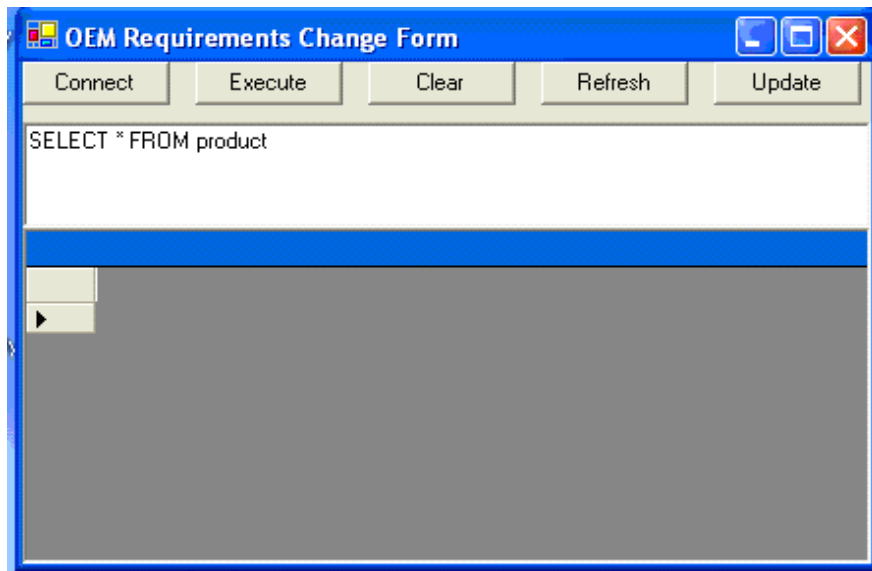 OEM Requirements Change Form
Connect Execute Clear Refresh Update
SELECT * FROM product